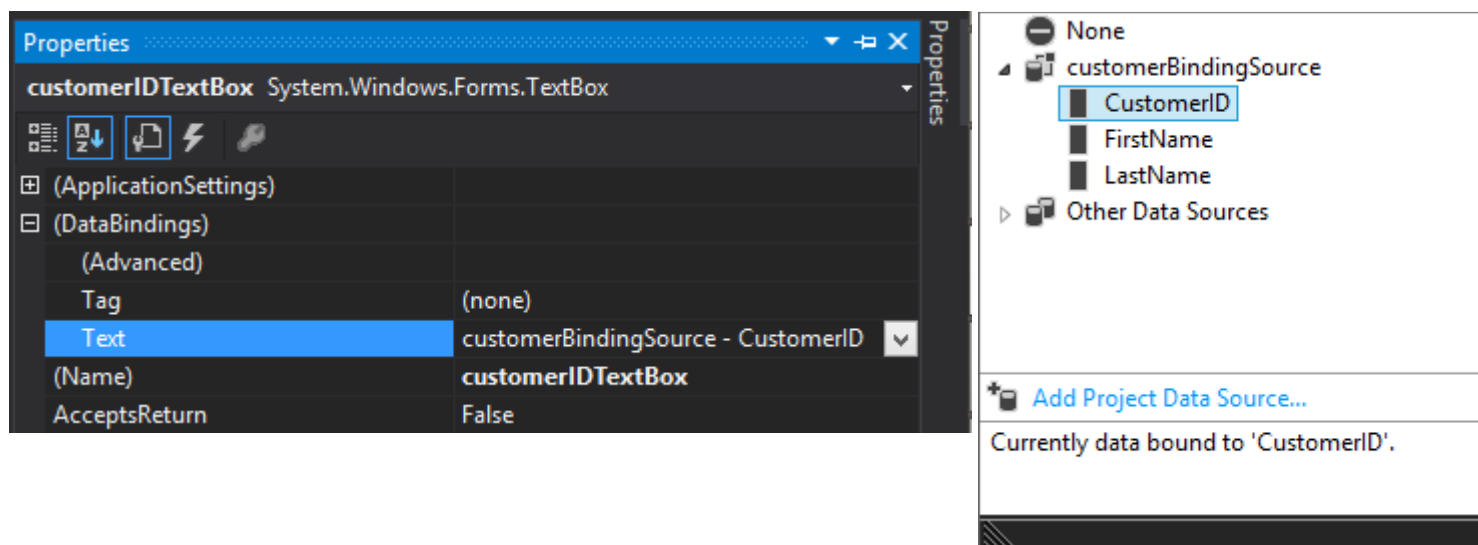 Properties
customerIDTextBox System.Windows.Forms.TextBox
(ApplicationSettings)
(DataBindings)
(Advanced)
Tag (none)
Text customerBindingSource - CustomerID
(Name) customerIDTextBox
AcceptsReturn False
Properties
None
customerBindingSource
CustomerID
FirstName
LastName
Other Data Sources
Add Project Data Source...
Currently data bound to 'CustomerID'.